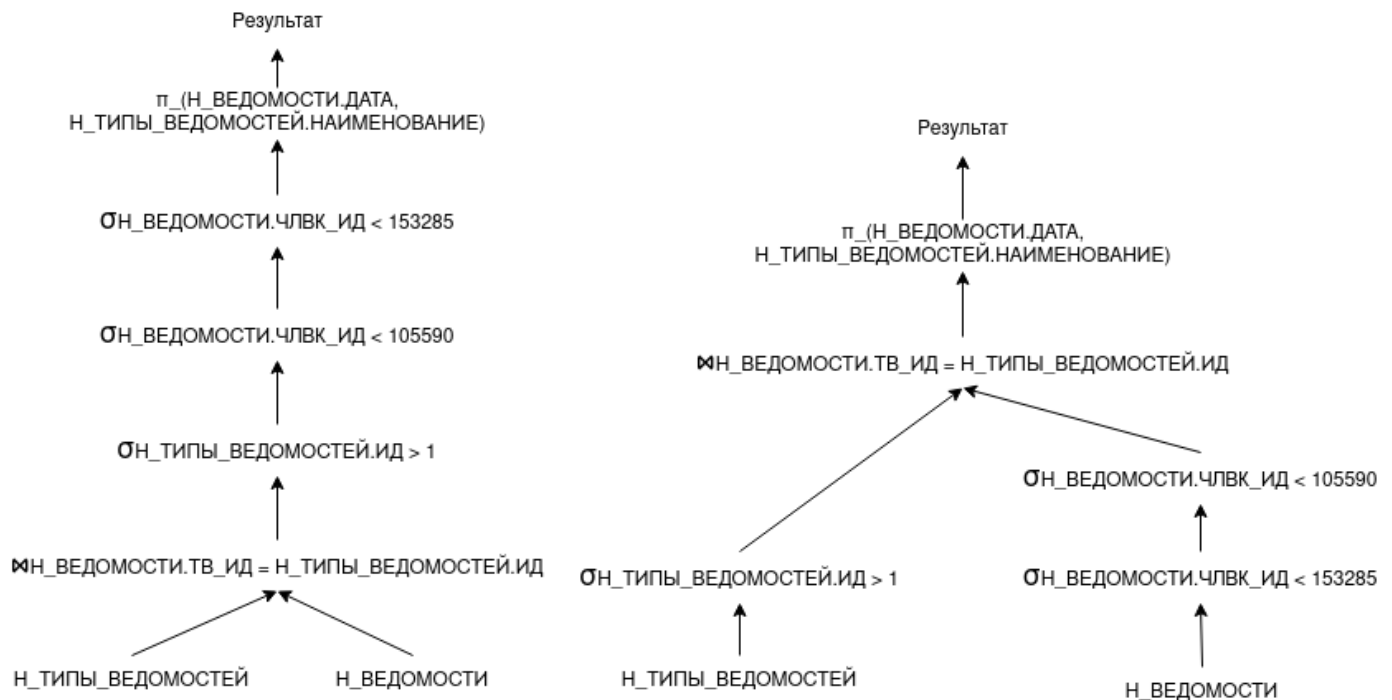 Результат
π_(Н_ВЕДОМОСТИ.ДАТА,
Н_ТИПЫ_ВЕДОМОСТЕЙ.НАИМЕНОВАНИЕ)
σН_ВЕДОМОСТИ.ЧЛВК_ИД < 153285
σН_ВЕДОМОСТИ.ЧЛВК_ИД < 105590
σН_ТИПЫ_ВЕДОМОСТЕЙ.ИД > 1
⋈Н_ВЕДОМОСТИ.ТВ_ИД = Н_ТИПЫ_ВЕДОМОСТЕЙ.ИД
Н_ТИПЫ_ВЕДОМОСТЕЙ
Н_ВЕДОМОСТИ
Результат
π_(Н_ВЕДОМОСТИ.ДАТА,
Н_ТИПЫ_ВЕДОМОСТЕЙ.НАИМЕНОВАНИЕ)
⋈Н_ВЕДОМОСТИ.ТВ_ИД = Н_ТИПЫ_ВЕДОМОСТЕЙ.ИД
σН_ВЕДОМОСТИ.ЧЛВК_ИД < 105590
σН_ТИПЫ_ВЕДОМОСТЕЙ.ИД > 1
σН_ВЕДОМОСТИ.ЧЛВК_ИД < 153285
Н_ТИПЫ_ВЕДОМОСТЕЙ
Н_ВЕДОМОСТИ